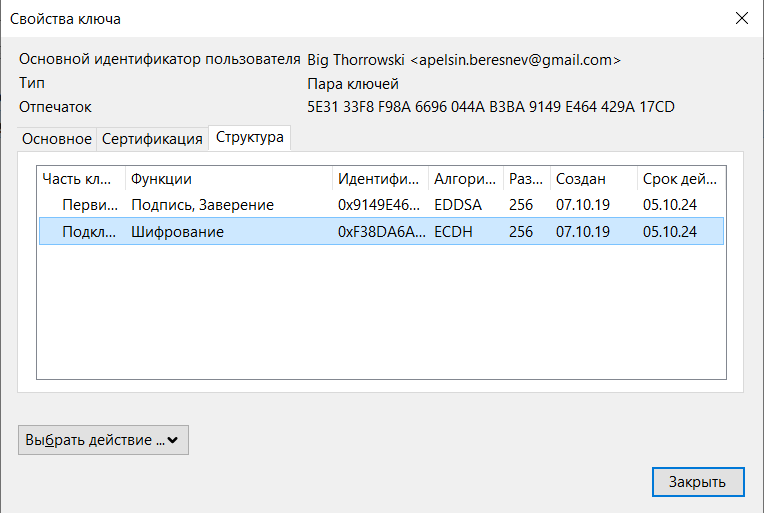 Свойства ключа
Основной идентификатор пользователя Big Thorrowski <apelsin.beresnev@gmail.com>
Тип Пара ключей
Отпечаток 5E31 33F8 F98A 6696 044A B3BA 9149 E464 429A 17CD
Основное Сертификация Структура
Часть кл... Функции Идентифи... Алгори... Раз... Создан Срок дей...
Перви... Подпись, Заверение 0x9149E46... EDDSA 256 07.10.19 05.10.24
Подкл... Шифрование 0xF38DA6A... ECDH 256 07.10.19 05.10.24
Выбрать действие ...
Закрыть